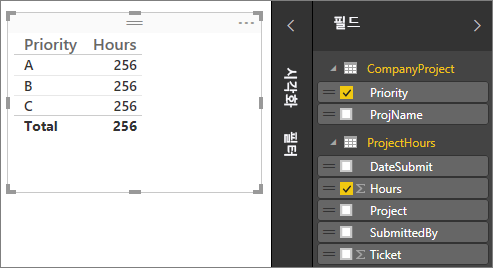 Priority Hours
A 256
B 256
C 256
Total 256
시각화
필터
필드
CompanyProject
Priority
ProjName
ProjectHours
DateSubmit
Σ Hours
Project
SubmittedBy
Σ Ticket